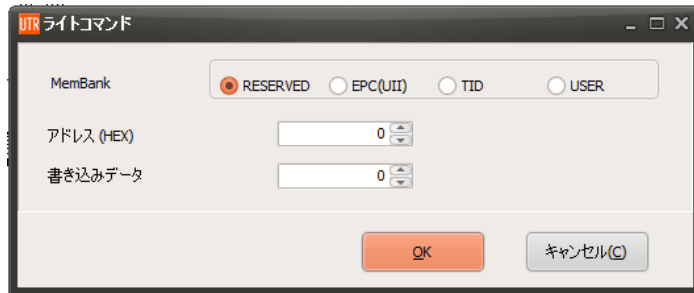 UTR ライトコマンド
MemBank RESERVED EPC(UII) TID USER
アドレス (HEX) 0
書き込みデータ 0
OK キャンセル(C)